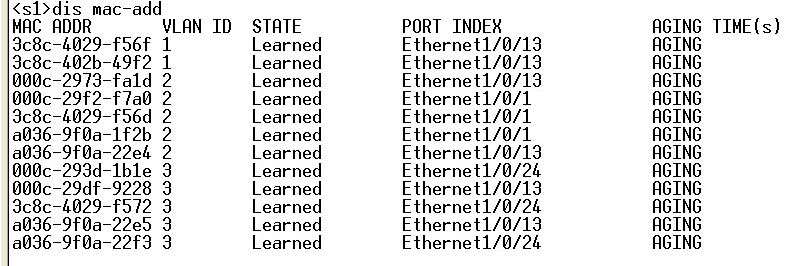 <s1>dis mac-add
MAC ADDR VLAN ID STATE PORT INDEX AGING TIME(s)
3c8c-4029-f56f 1 Learned Ethernet1/0/13 AGING
3c8c-402b-49f2 1 Learned Ethernet1/0/13 AGING
000c-2973-fa1d 2 Learned Ethernet1/0/13 AGING
000c-29f2-f7a0 2 Learned Ethernet1/0/1 AGING
3c8c-4029-f56d 2 Learned Ethernet1/0/1 AGING
a036-9f0a-1f2b 2 Learned Ethernet1/0/1 AGING
a036-9f0a-22e4 2 Learned Ethernet1/0/13 AGING
000c-293d-1b1e 3 Learned Ethernet1/0/24 AGING
000c-29df-9228 3 Learned Ethernet1/0/13 AGING
3c8c-4029-f572 3 Learned Ethernet1/0/24 AGING
a036-9f0a-22e5 3 Learned Ethernet1/0/13 AGING
a036-9f0a-22f3 3 Learned Ethernet1/0/24 AGING